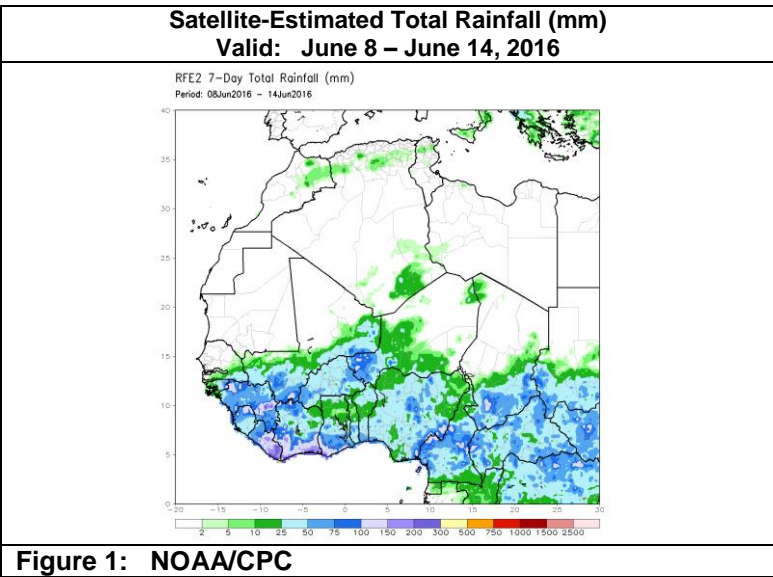 Satellite-Estimated Total Rainfall (mm)
Valid: June 8 – June 14, 2016
RFE2 7-Day Total Rainfall (mm)
Period: 08Jun2016 - 14Jun2016
40
35
30
25
20
15
10
5
0
-20 -15 -10 -5 0 5 10 15 20 25 30
2 5 10 25 50 75 100 150 200 300 500 750 1000 1500 2500
Figure 1: NOAA/CPC